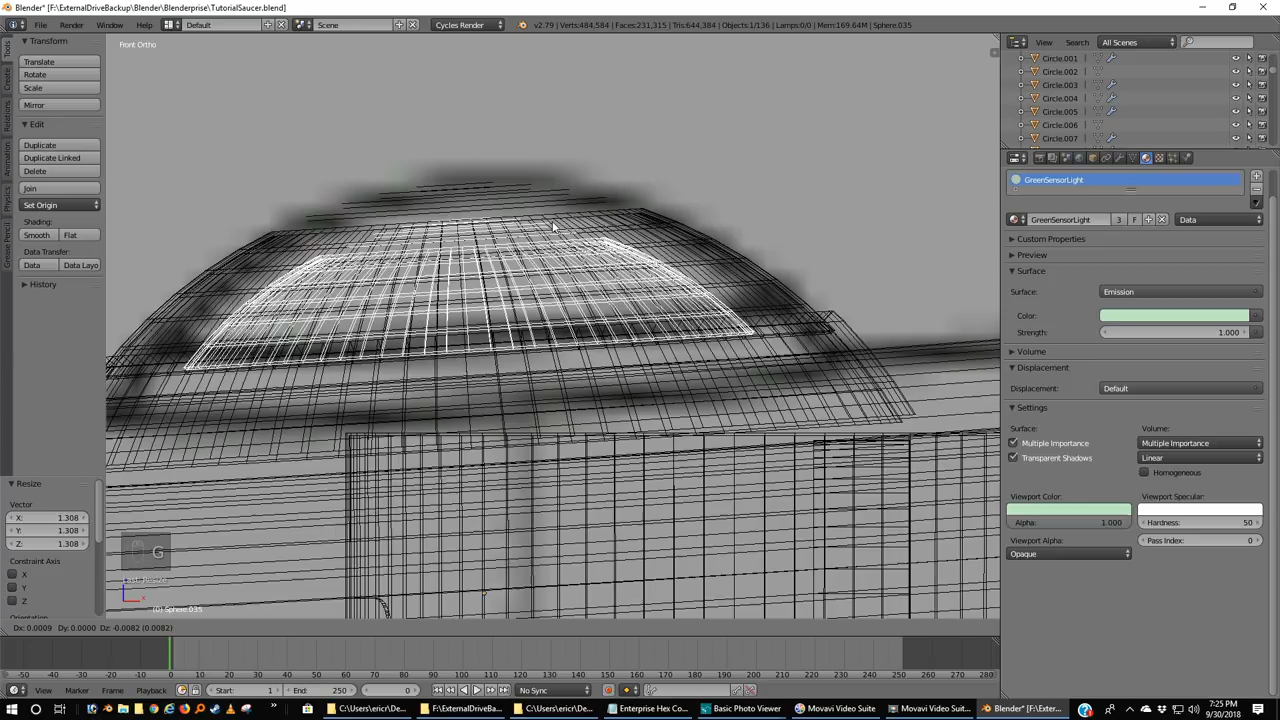 Blender* [F:\ExternalDriveBackup\Blender\Blenderprise\TutorialSaucer.blend]
File Render Window Help Default Scene Cycles Render v2.79 | Verts:484,584 | Faces:231,315 | Tris:644,384 | Objects:1/136 | Lamps:0/0 | Mem:169.64M | Sphere.035
Tools
Create
Relations
Animation
Physics
Grease Pencil
Transform
Translate
Rotate
Scale
Mirror
Edit
Duplicate
Duplicate Linked
Delete
Join
Set Origin
Shading:
Smooth Flat
Data Transfer:
Data Data Layo
History
Resize
Vector
X: 1.308
Y: 1.308
Z: 1.308
Constraint Axis
X
Y
Z
Orientation
Front Ortho
G
Last: Resize
(0) Sphere.035
Dx: 0.0009 Dy: 0.0000 Dz: -0.0082 (0.0082)
View Search All Scenes
Circle.001
Circle.002
Circle.003
Circle.004
Circle.005
Circle.006
Circle.007
GreenSensorLight
GreenSensorLight 3 F Data
Custom Properties
Preview
Surface
Surface: Emission
Color:
Strength: 1.000
Volume
Displacement
Displacement: Default
Settings
Surface: Volume:
Multiple Importance Multiple Importance
Transparent Shadows Linear
Homogeneous
Viewport Color: Viewport Specular:
Alpha: 1.000 Hardness: 50
Viewport Alpha: Pass Index: 0
Opaque
-50 -40 -30 -20 -10 0 10 20 30 40 50 60 70 80 90 100 110 120 130 140 150 160 170 180 190 200 210 220 230 240 250 260 270 280
View Marker Frame Playback Start: 1 End: 250 0 No Sync
C:\Users\eric\De... F:\ExternalDriveBa... C:\Users\eric\De... Enterprise Hex Co... Basic Photo Viewer Movavi Video Suite Movavi Video Suit... Blender* [F:\Exter...
7:25 PM
9/30/2018